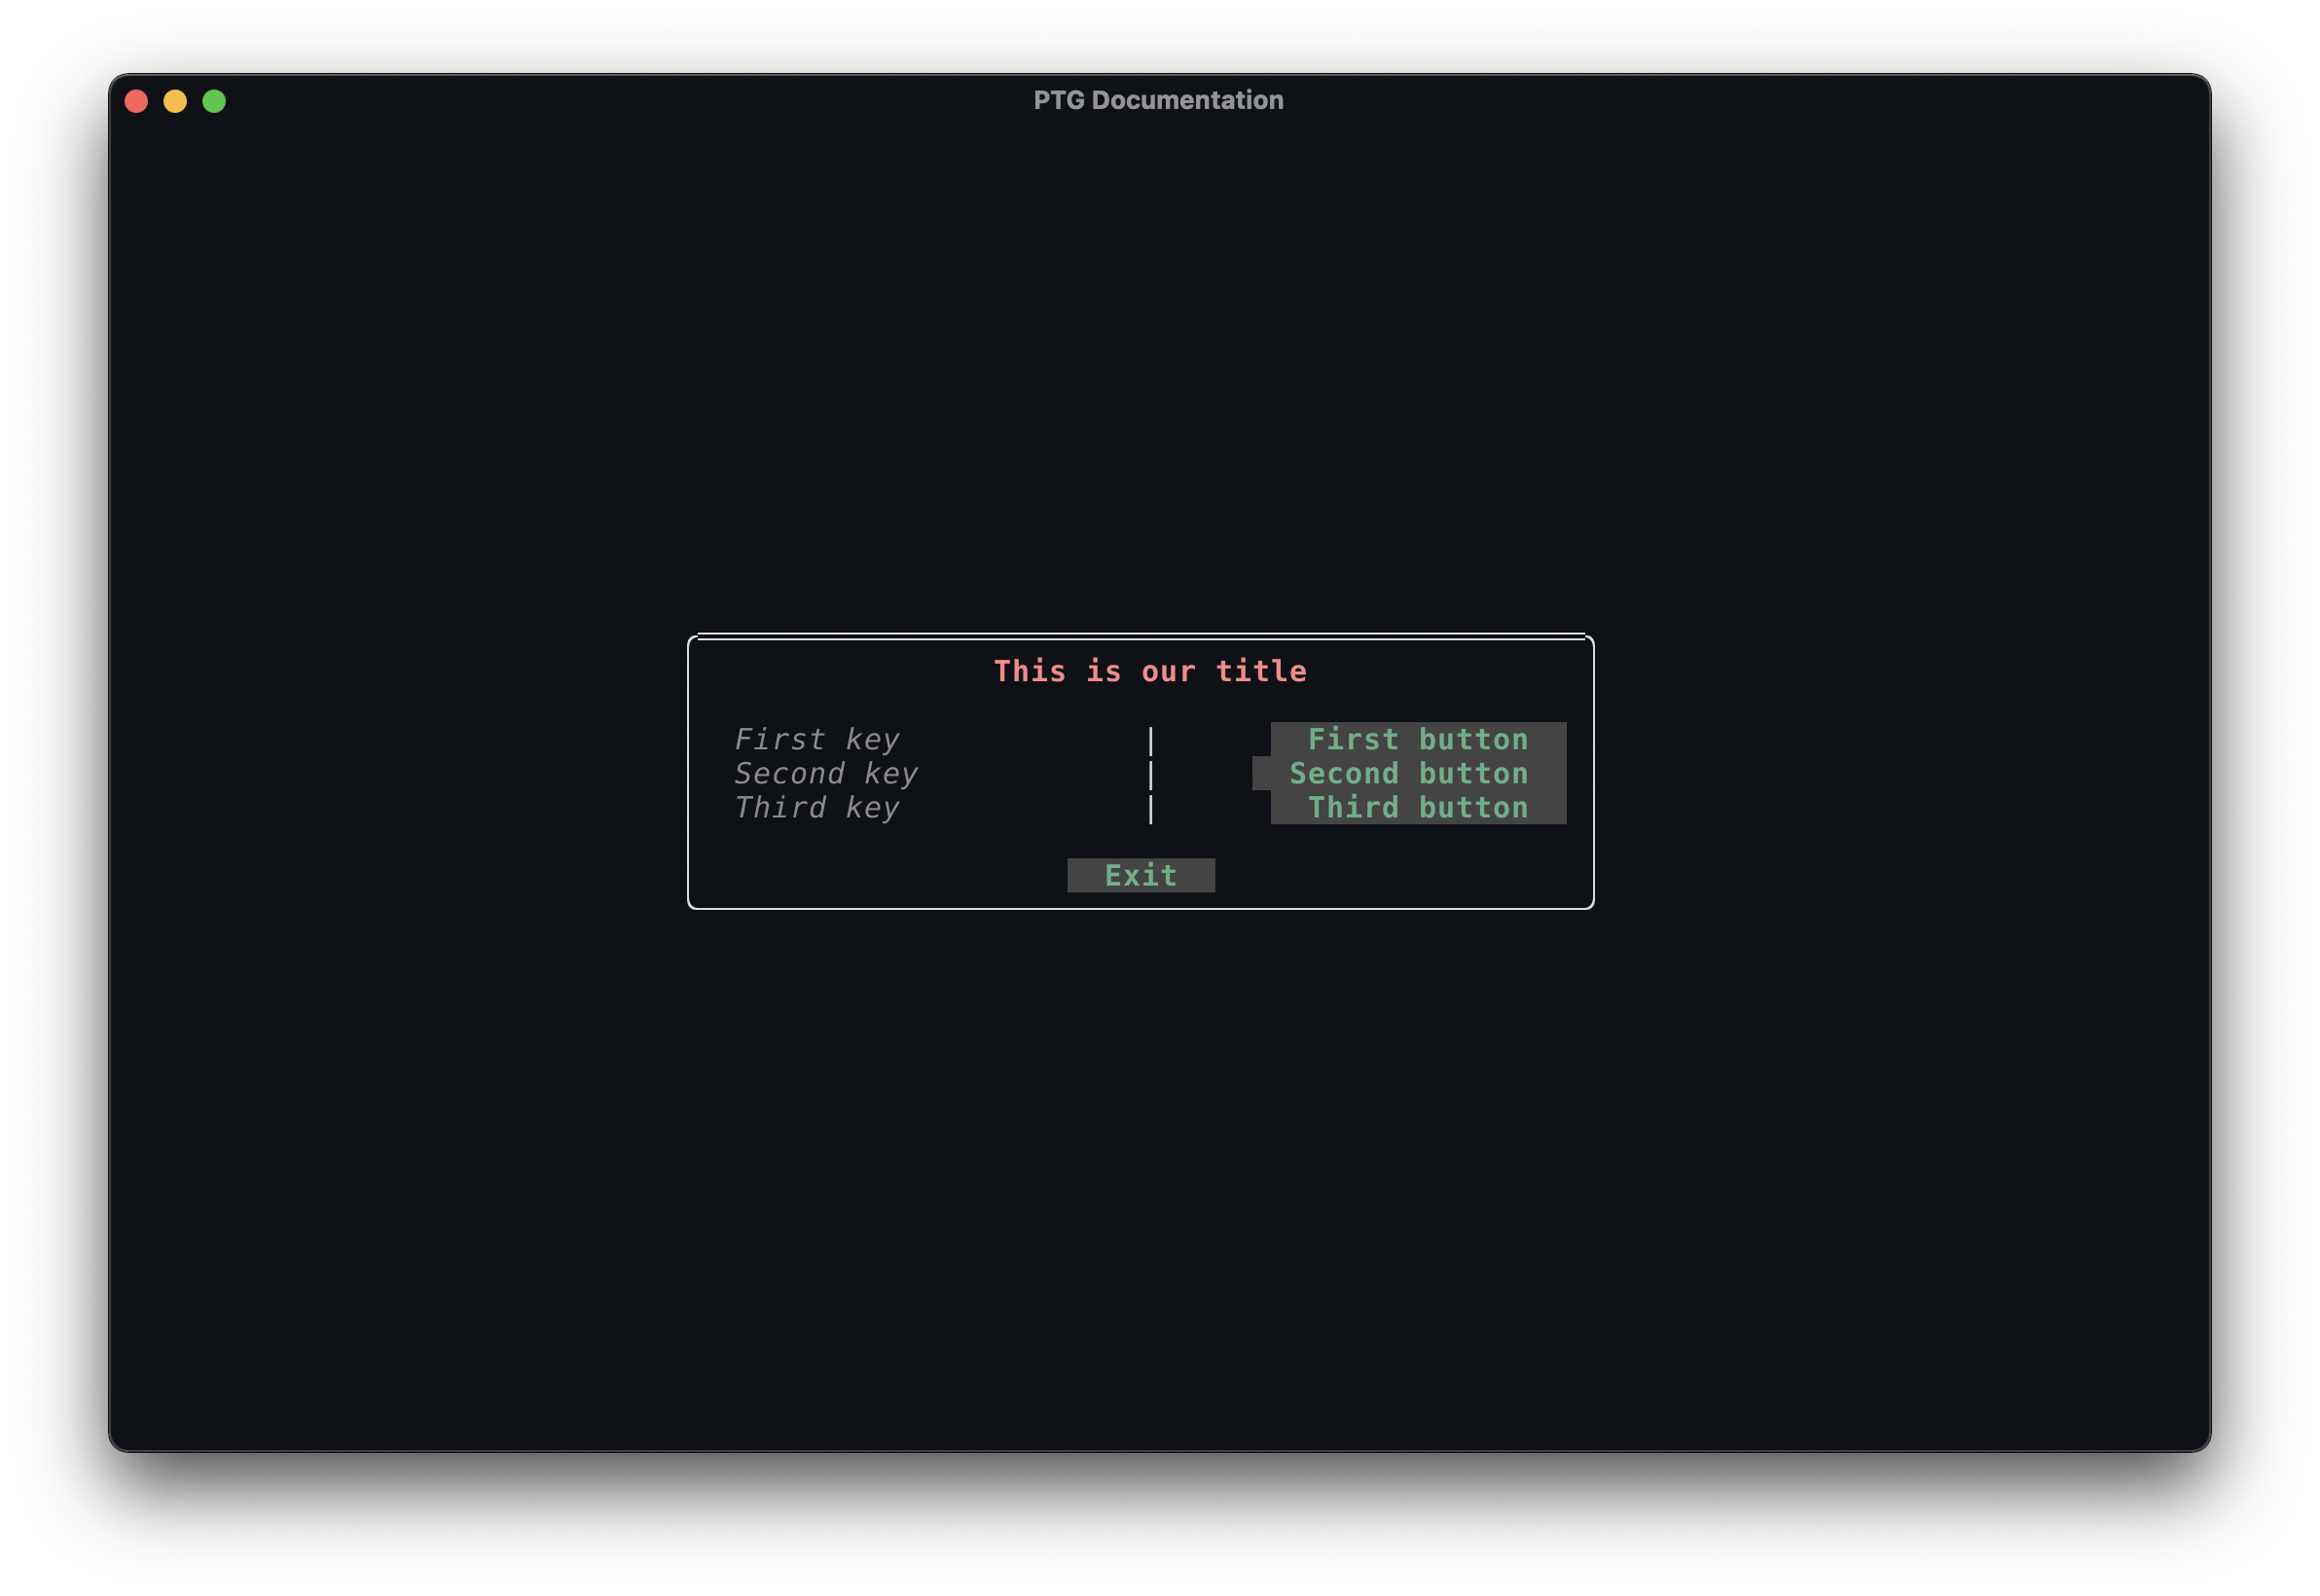 PTG Documentation
This is our title
First key | First button
Second key | Second button
Third key | Third button
Exit